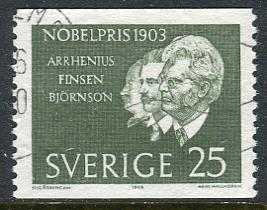 NOBELPRIS 1903
ARRHENIUS
FINSEN
BJÖRNSON
SVERIGE 25